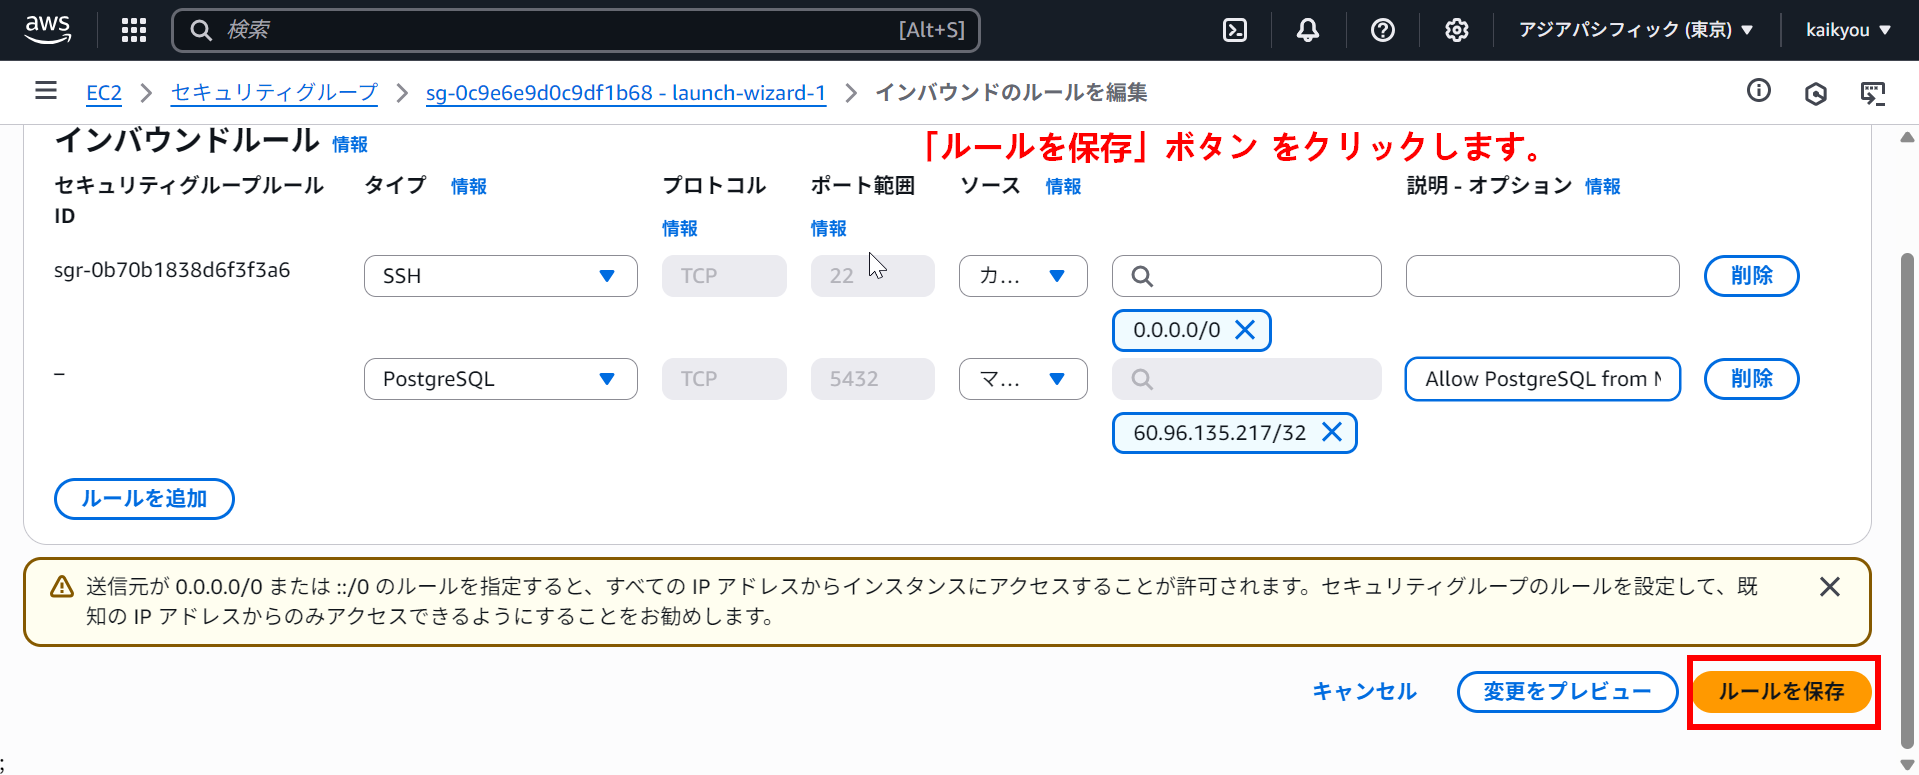 aws
検索
[Alt+S]
アジアパシフィック (東京) ▼
kaikyou ▼
EC2
セキュリティグループ
sg-0c9e6e9d0c9df1b68 - launch-wizard-1
インバウンドのルールを編集
インバウンドルール 情報
「ルールを保存」ボタン をクリックします。
セキュリティグループルール
ID
タイプ 情報
プロトコル
情報
ポート範囲
情報
ソース 情報
説明 - オプション 情報
sgr-0b70b1838d6f3f3a6
SSH
TCP
22
カ...
削除
0.0.0.0/0
–
PostgreSQL
TCP
5432
マ...
Allow PostgreSQL from
削除
60.96.135.217/32
ルールを追加
送信元が 0.0.0.0/0 または ::/0 のルールを指定すると、すべての IP アドレスからインスタンスにアクセスすることが許可されます。セキュリティグループのルールを設定して、既
知の IP アドレスからのみアクセスできるようにすることをお勧めします。
キャンセル
変更をプレビュー
ルールを保存
;